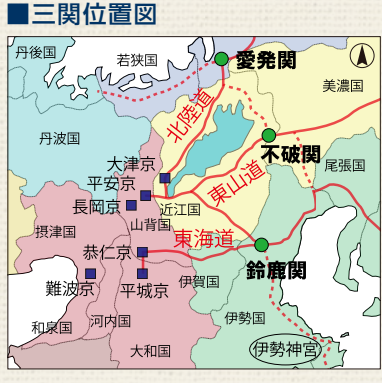 ■三関位置図
丹後国
若狭国
愛発関
美濃国
北陸道
丹波国
不破関
大津京
尾張国
平安京
東山道
長岡京
近江国
摂津国
山背国
東海道
恭仁京
鈴鹿関
難波京
平城京
伊賀国
和泉国
河内国
伊勢国
大和国
伊勢神宮